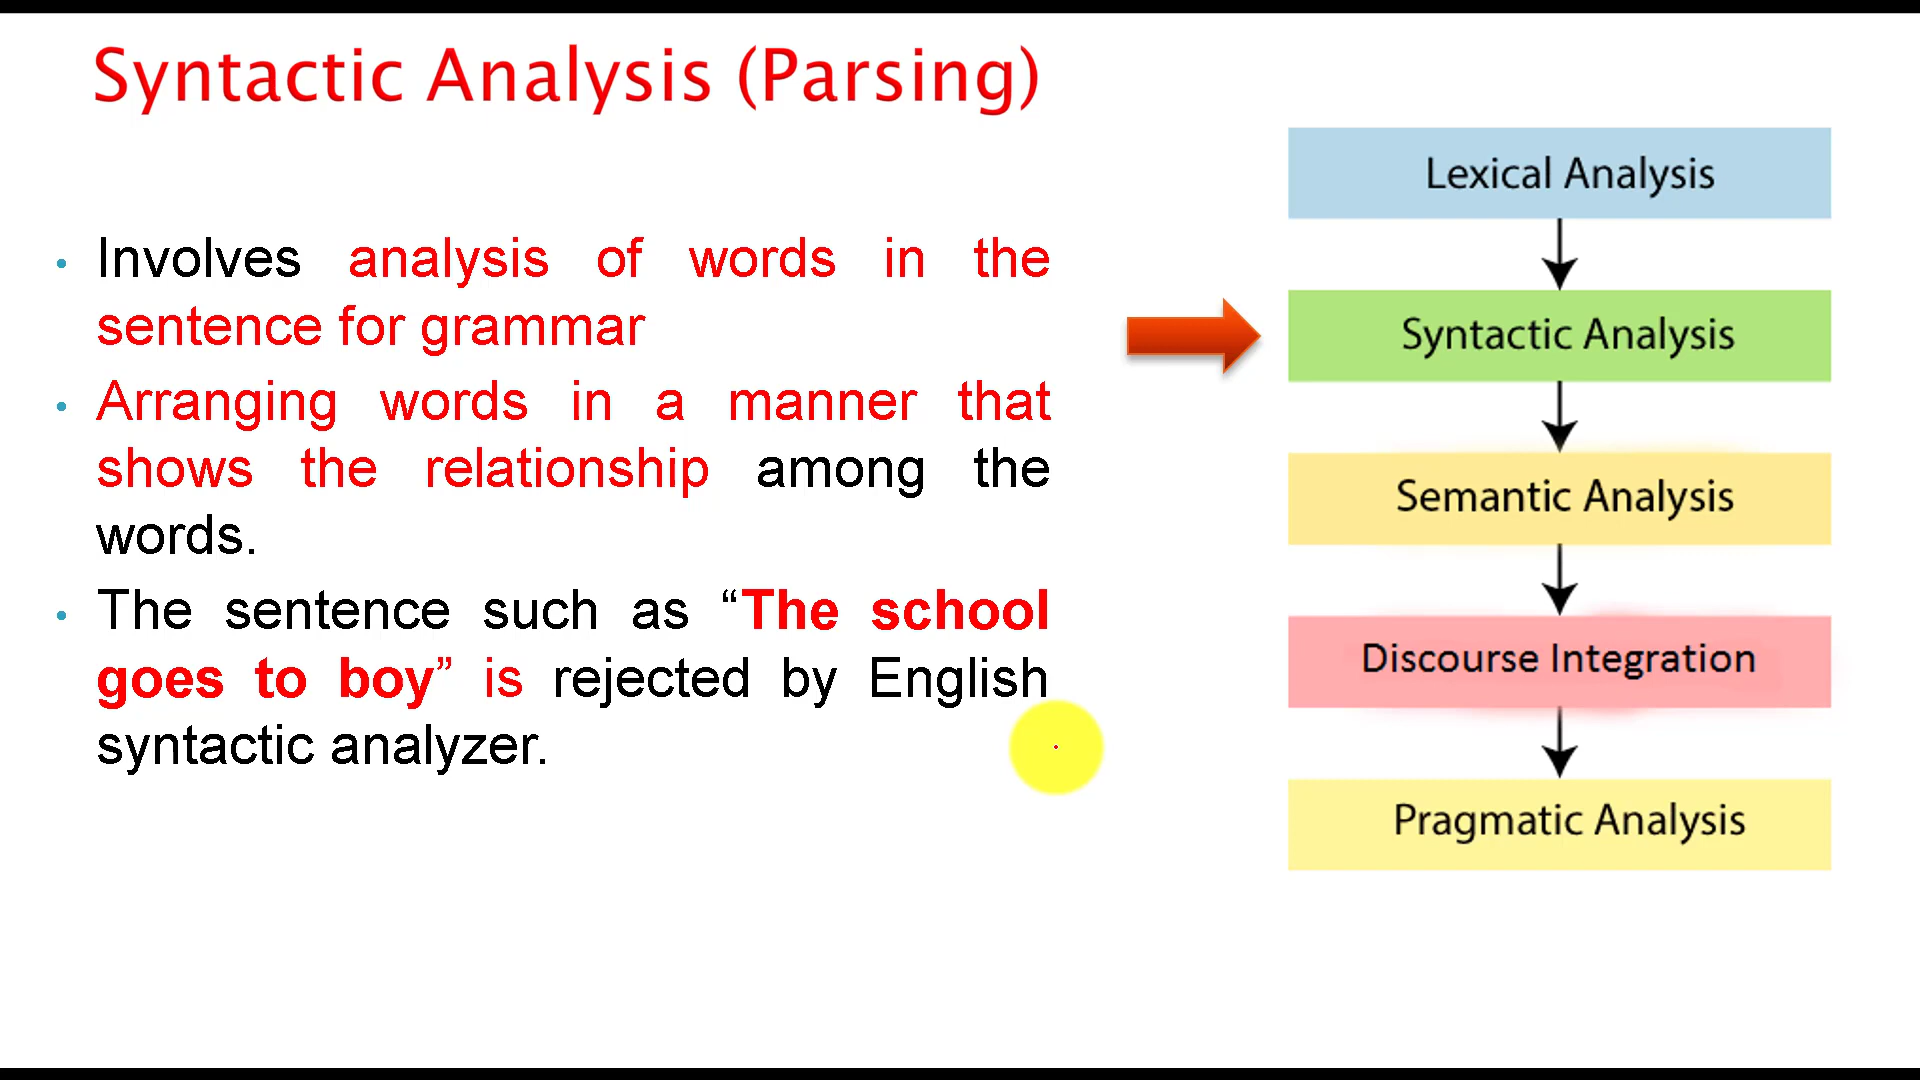 Syntactic Analysis (Parsing)
• Involves analysis of words in the
sentence for grammar
• Arranging words in a manner that
shows the relationship among the
words.
• The sentence such as “The school
goes to boy” is rejected by English
syntactic analyzer.
Lexical Analysis
Syntactic Analysis
Semantic Analysis
Discourse Integration
Pragmatic Analysis